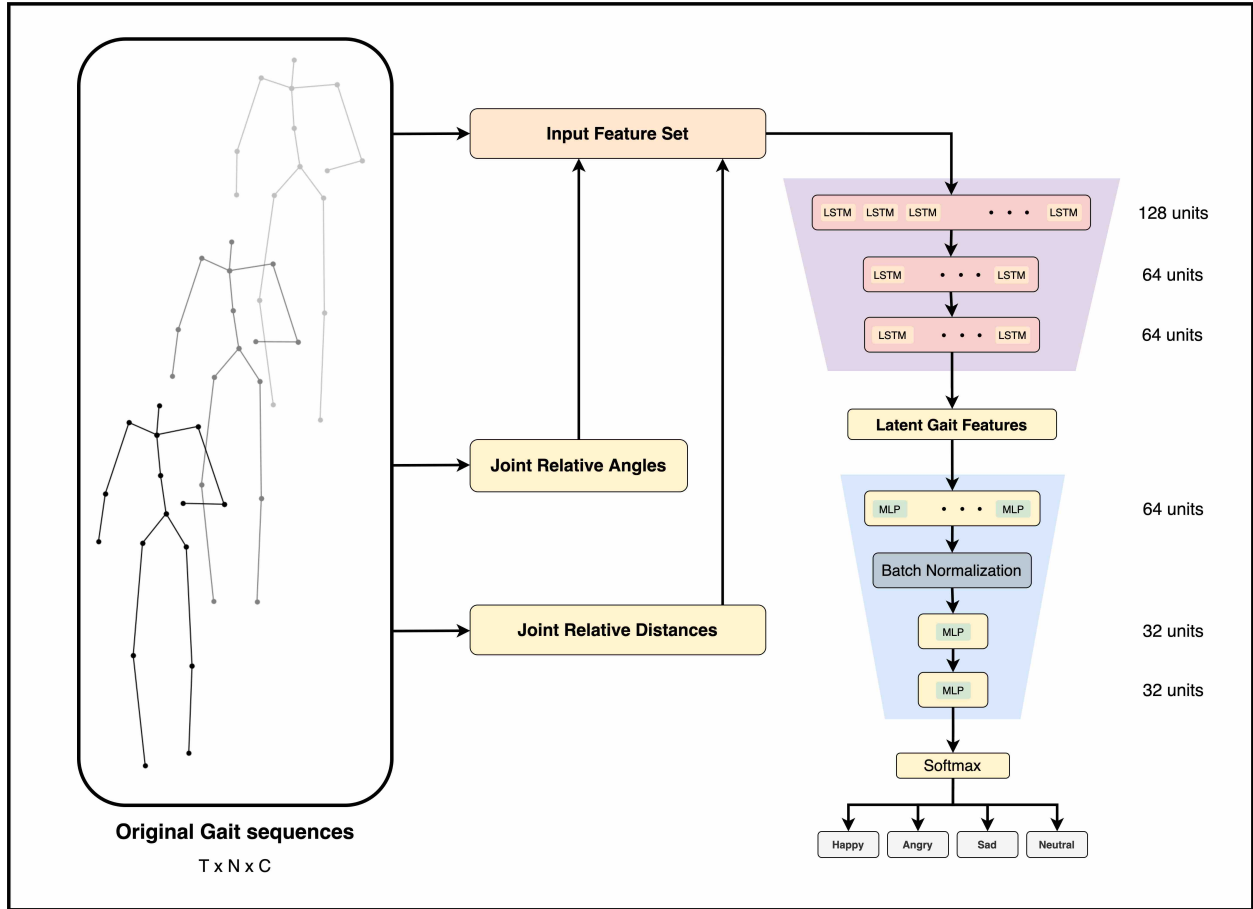 Input Feature Set
LSTM LSTM LSTM • • • LSTM
128 units
LSTM • • • LSTM
64 units
LSTM • • • LSTM
64 units
Latent Gait Features
Joint Relative Angles
MLP • • • MLP
64 units
Batch Normalization
Joint Relative Distances
MLP
32 units
MLP
32 units
Softmax
Happy Angry Sad Neutral
Original Gait sequences
T x N x C